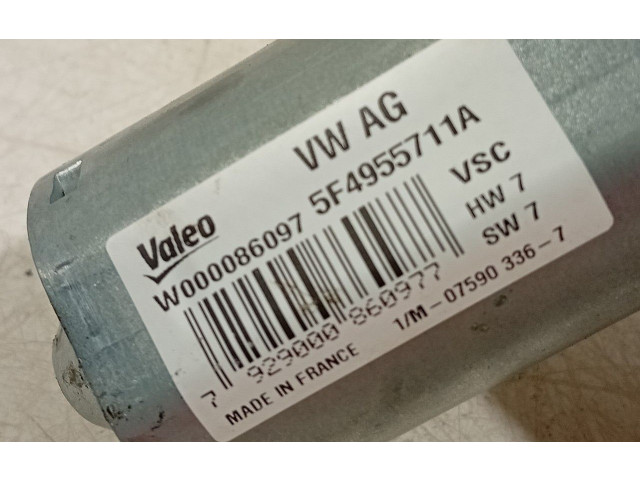 VW AG
Valeo
W000086097 5F4955711A
VSC
HW 7
SW 7
7 929000 860977
1/M-07590 336-7
MADE IN FRANCE